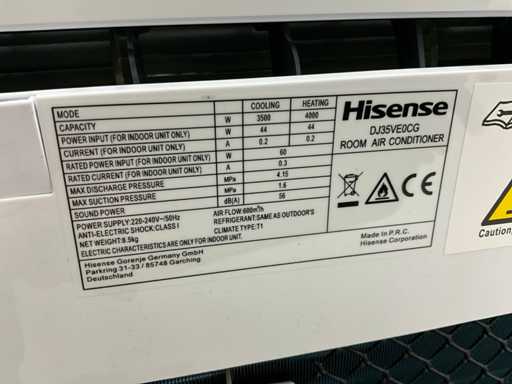 MODE COOLING HEATING
CAPACITY W 3500 4000
POWER INPUT (FOR INDOOR UNIT ONLY) W 44 44
CURRENT (FOR INDOOR UNIT ONLY) A 0.2 0.2
RATED POWER INPUT (FOR INDOOR UNIT ONLY) W 60
RATED CURRENT (FOR INDOOR UNIT ONLY) A 0.3
MAX DISCHARGE PRESSURE MPa 4.15
MAX SUCTION PRESSURE MPa 1.6
SOUND POWER dB(A) 56
POWER SUPPLY:220-240V~/50Hz AIR FLOW:600m³/h
ANTI-ELECTRIC SHOCK:CLASS I REFRIGERANT:SAME AS OUTDOOR'S
NET WEIGHT:8.5kg CLIMATE TYPE:T1
ELECTRIC CHARACTERISTICS ARE ONLY FOR INDOOR UNIT.
Hisense Gorenje Germany GmbH
Parkring 31-33 / 85748 Garching
Deutschland
Hisense
DJ35VE0CG
ROOM AIR CONDITIONER
CE
Made in P.R.C.
Hisense Corporation
Caution,